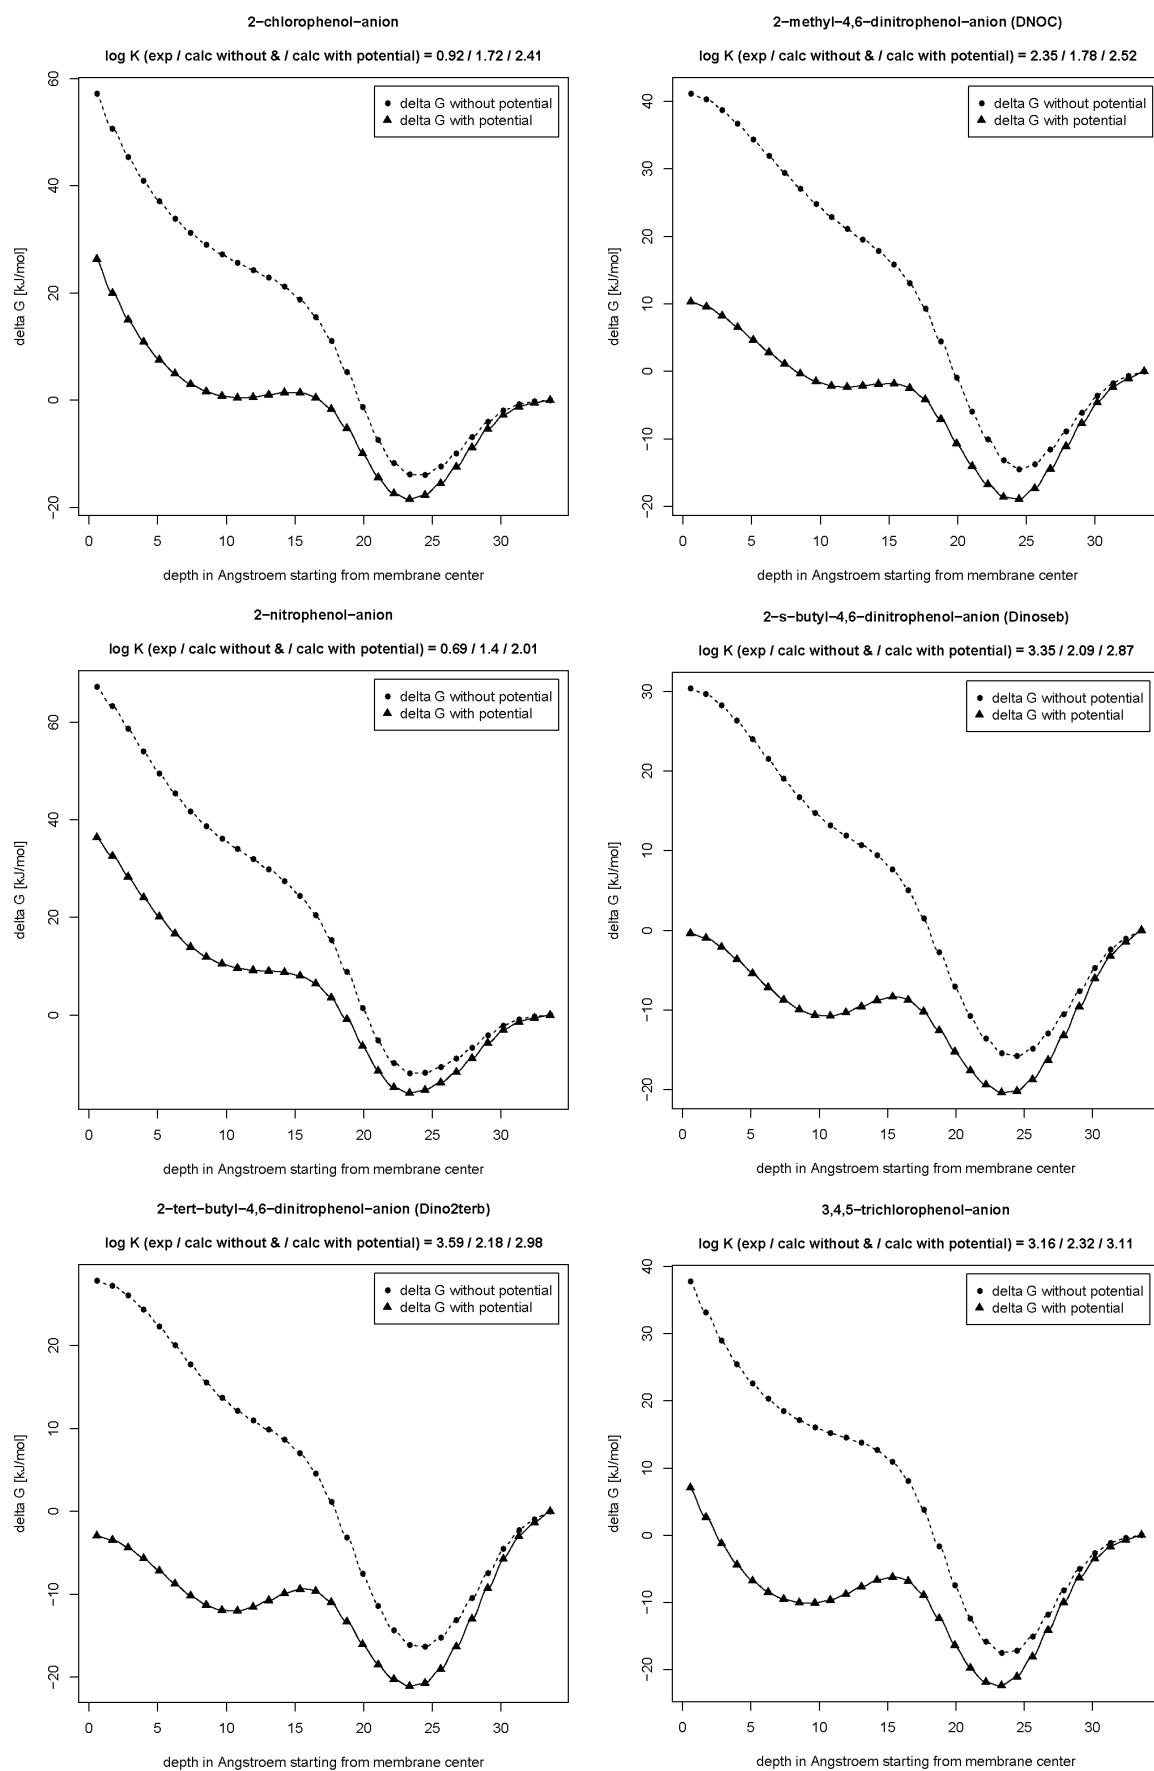 2−chlorophenol−anion
log K (exp / calc without & / calc with potential) = 0.92 / 1.72 / 2.41
delta G without potential
delta G with potential
60
40
20
0
−20
delta G [kJ/mol]
0 5 10 15 20 25 30
depth in Angstroem starting from membrane center
2−methyl−4,6−dinitrophenol−anion (DNOC)
log K (exp / calc without & / calc with potential) = 2.35 / 1.78 / 2.52
delta G without potential
delta G with potential
40
30
20
10
0
−10
−20
delta G [kJ/mol]
0 5 10 15 20 25 30
depth in Angstroem starting from membrane center
2−nitrophenol−anion
log K (exp / calc without & / calc with potential) = 0.69 / 1.4 / 2.01
delta G without potential
delta G with potential
60
40
20
0
delta G [kJ/mol]
0 5 10 15 20 25 30
depth in Angstroem starting from membrane center
2−s−butyl−4,6−dinitrophenol−anion (Dinoseb)
log K (exp / calc without & / calc with potential) = 3.35 / 2.09 / 2.87
delta G without potential
delta G with potential
30
20
10
0
−10
−20
delta G [kJ/mol]
0 5 10 15 20 25 30
depth in Angstroem starting from membrane center
2−tert−butyl−4,6−dinitrophenol−anion (Dino2terb)
log K (exp / calc without & / calc with potential) = 3.59 / 2.18 / 2.98
delta G without potential
delta G with potential
20
10
0
−10
−20
delta G [kJ/mol]
0 5 10 15 20 25 30
depth in Angstroem starting from membrane center
3,4,5−trichlorophenol−anion
log K (exp / calc without & / calc with potential) = 3.16 / 2.32 / 3.11
delta G without potential
delta G with potential
40
30
20
10
0
−10
−20
delta G [kJ/mol]
0 5 10 15 20 25 30
depth in Angstroem starting from membrane center